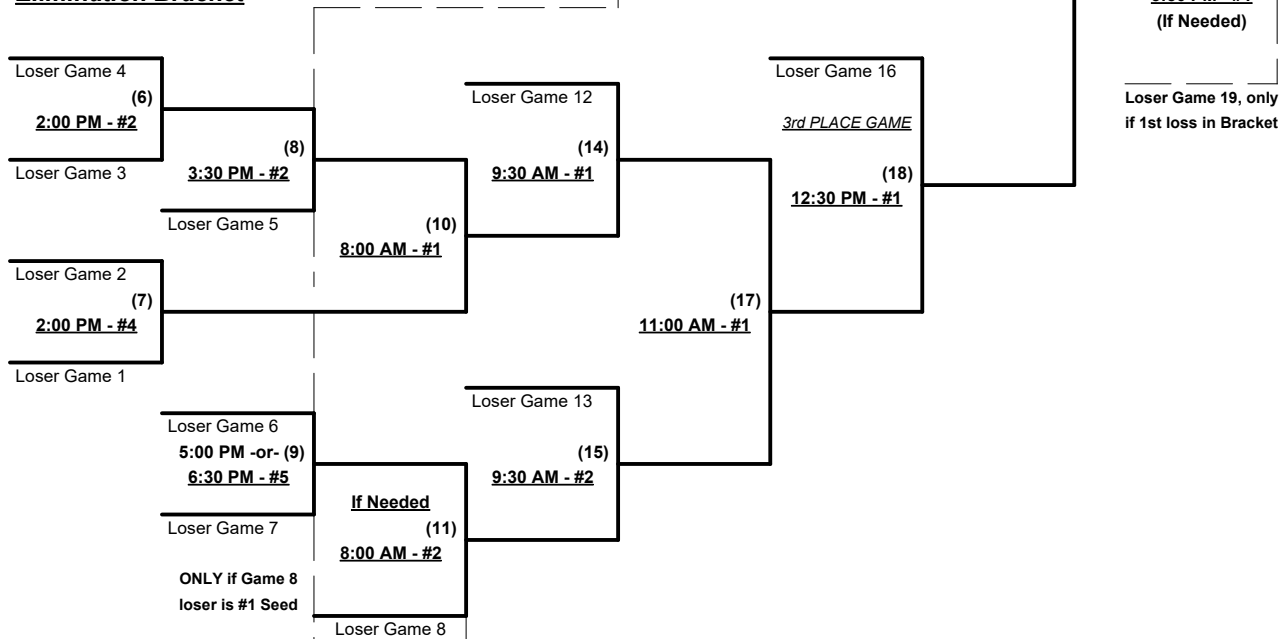 (If Needed)
Loser Game 4
Loser Game 16
(6)
Loser Game 12
Loser Game 19, only
2:00 PM - #2
3rd PLACE GAME
if 1st loss in Bracket
(8)
(14)
Loser Game 3
3:30 PM - #2
9:30 AM - #1
(18)
12:30 PM - #1
Loser Game 5
(10)
8:00 AM - #1
Loser Game 2
(7)
(17)
2:00 PM - #4
11:00 AM - #1
Loser Game 1
Loser Game 13
Loser Game 6
5:00 PM -or- (9)
(15)
6:30 PM - #5
9:30 AM - #2
If Needed
Loser Game 7
(11)
8:00 AM - #2
ONLY if Game 8
loser is #1 Seed
Loser Game 8